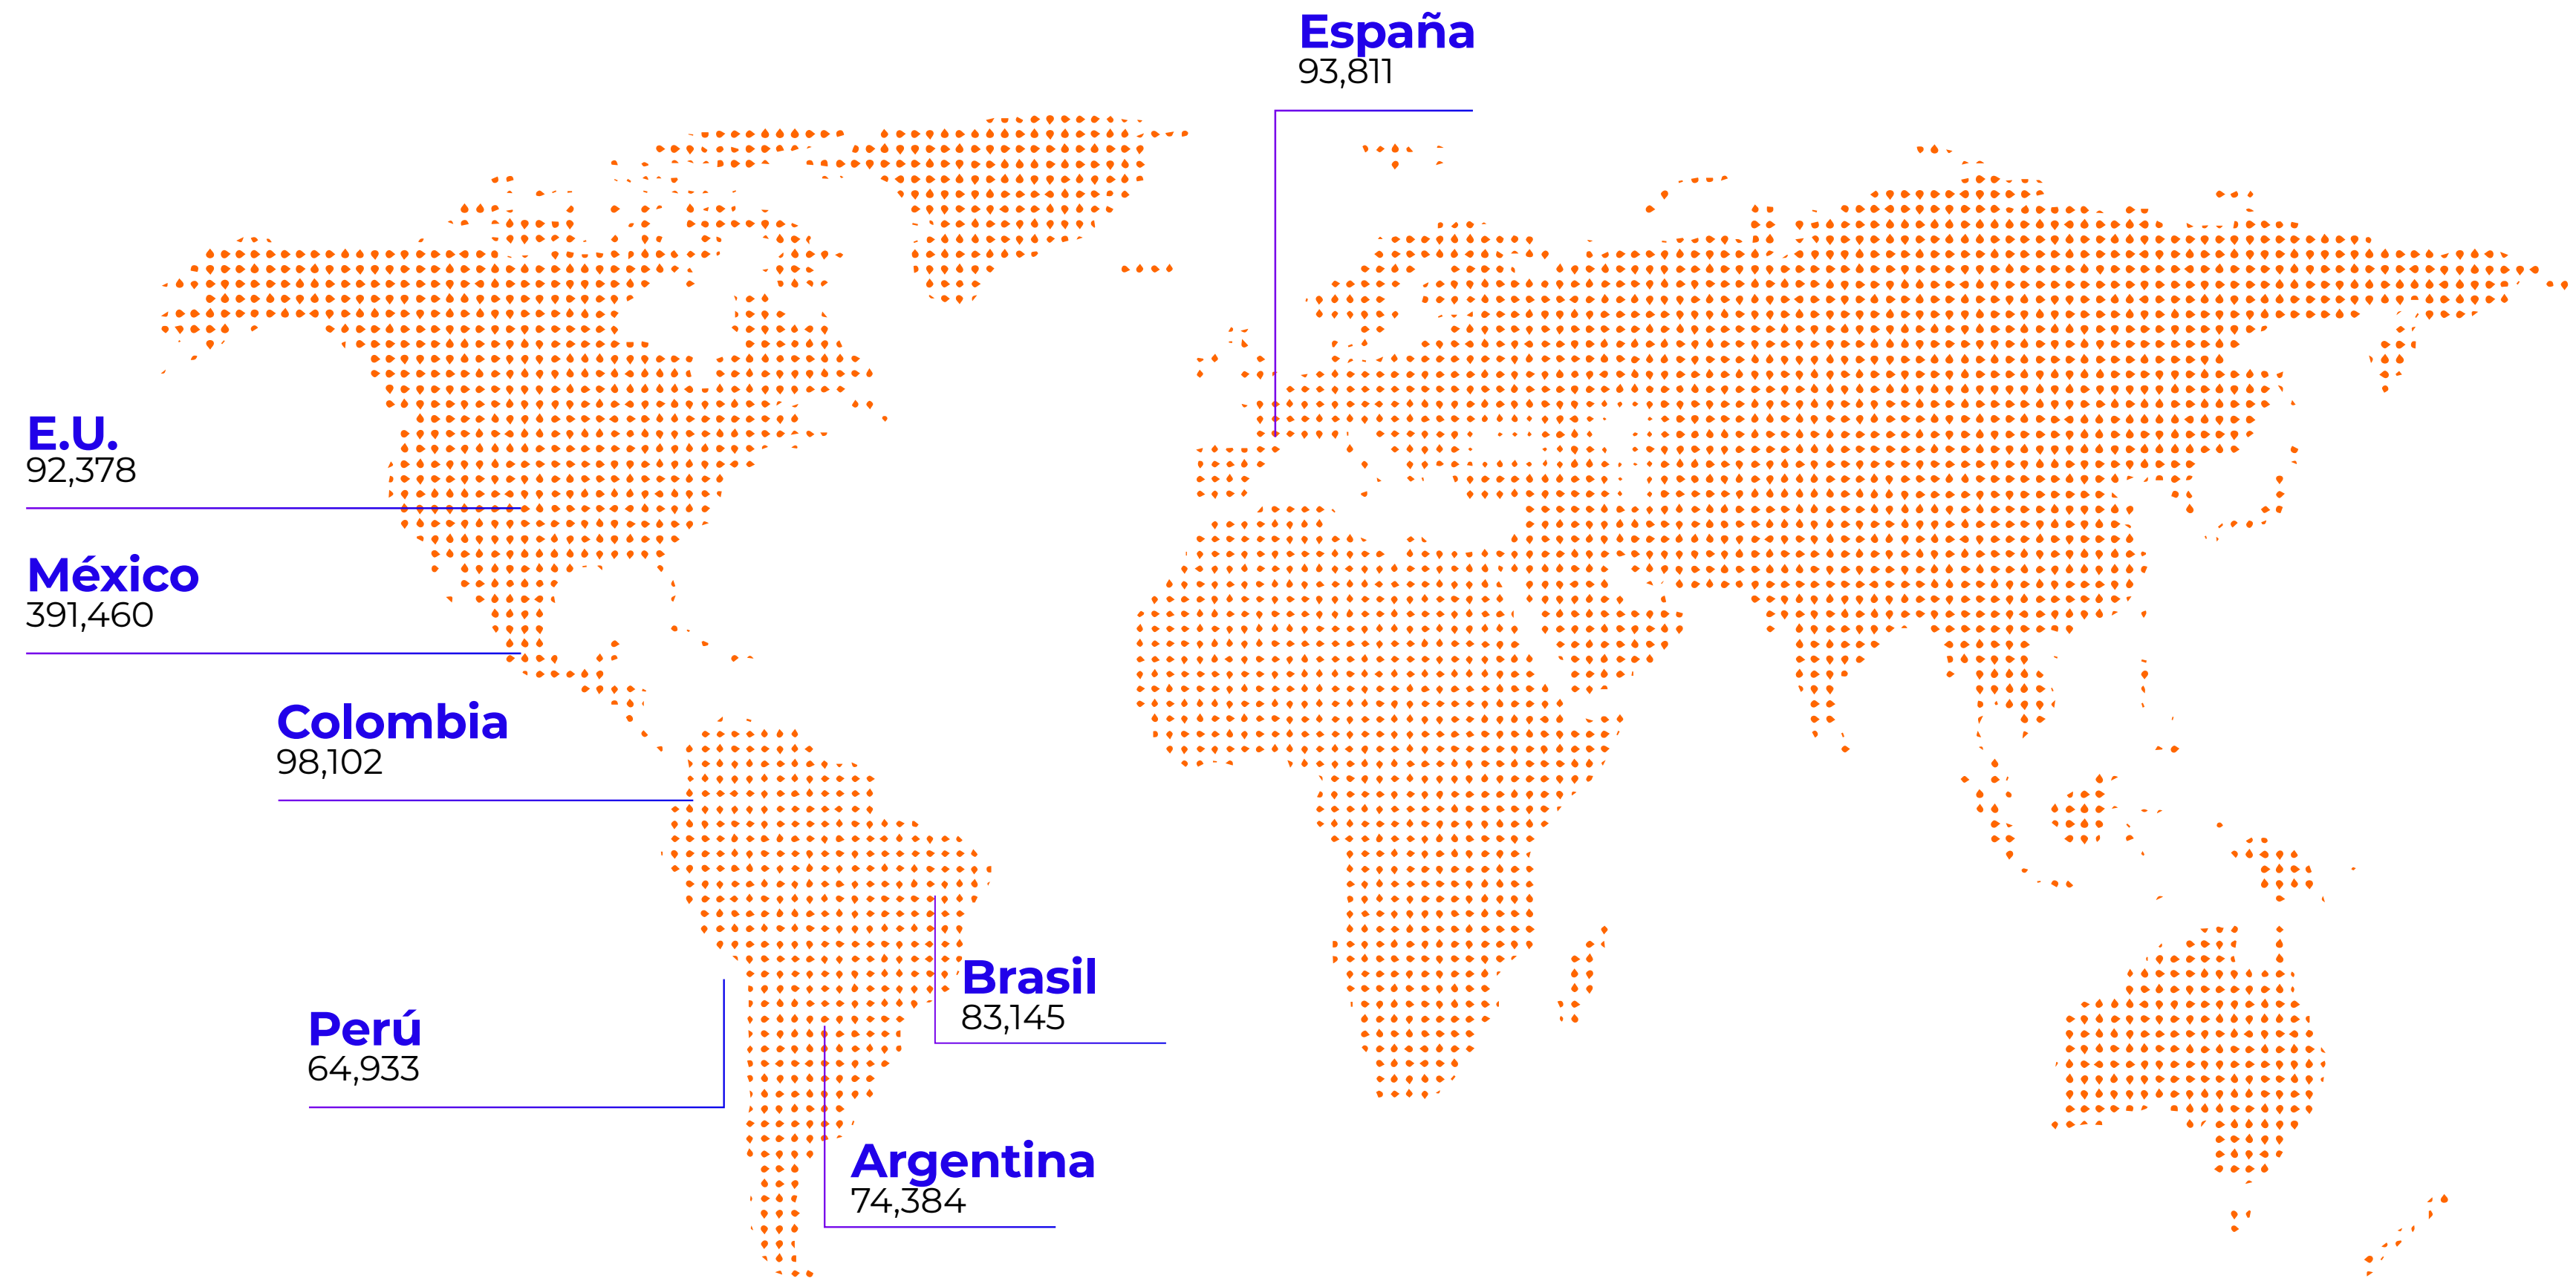 España
93,811
E.U.
92,378
México
391,460
Colombia
98,102
Brasil
83,145
Perú
64,933
Argentina
74,384